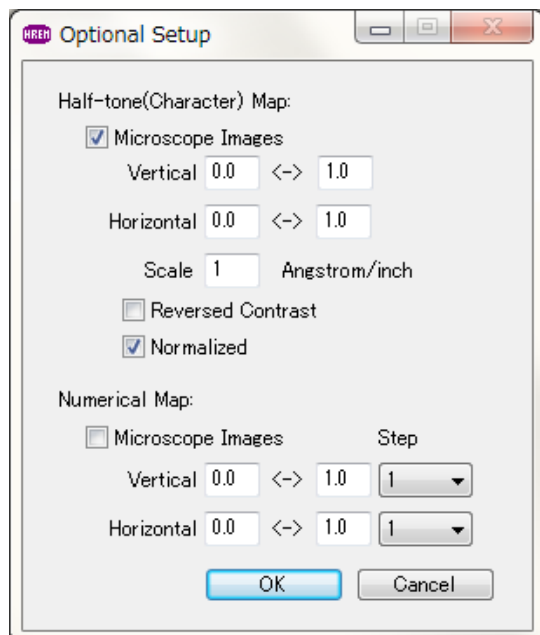 HREM Optional Setup
Half-tone(Character) Map:
Microscope Images
Vertical 0.0 <-> 1.0
Horizontal 0.0 <-> 1.0
Scale 1 Angstrom/inch
Reversed Contrast
Normalized
Numerical Map:
Microscope Images Step
Vertical 0.0 <-> 1.0 1
Horizontal 0.0 <-> 1.0 1
OK Cancel